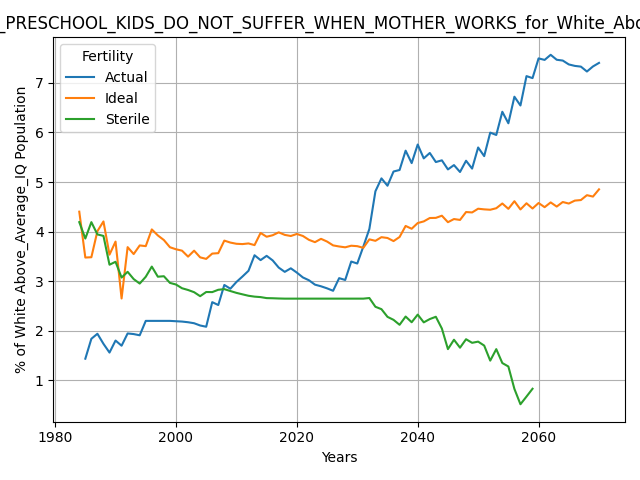 _PRESCHOOL_KIDS_DO_NOT_SUFFER_WHEN_MOTHER_WORKS_for_White_Abo
Fertility
Actual
Ideal
Sterile
% of White Above_Average_IQ Population
7
6
5
4
3
2
1
1980
2000
2020
2040
2060
Years